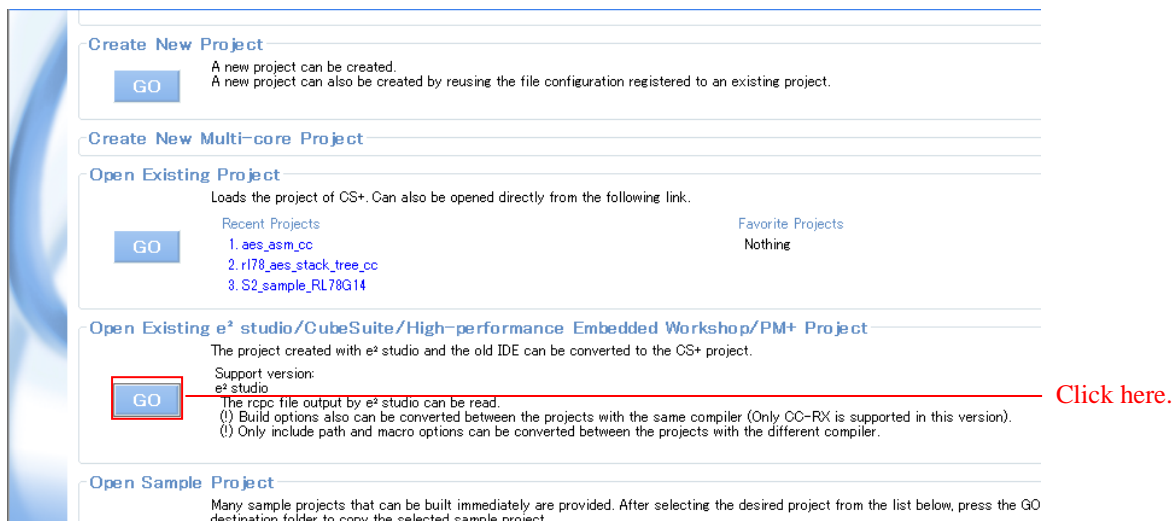 Create New Project
A new project can be created.
GO
A new project can also be created by reusing the file configuration registered to an existing project.
Create New Multi-core Project
Open Existing Project
Loads the project of CS+. Can also be opened directly from the following link.
Recent Projects
Favorite Projects
GO
1. aes_asm_cc
Nothing
2. rl78_aes_stack_tree_cc
3. S2_sample_RL78G14
Open Existing e² studio/CubeSuite/High-performance Embedded Workshop/PM+ Project
The project created with e² studio and the old IDE can be converted to the CS+ project.
Support version:
e² studio
GO
The rcpc file output by e² studio can be read.
Click here.
(!) Build options also can be converted between the projects with the same compiler (Only CC-RX is supported in this version).
(!) Only include path and macro options can be converted between the projects with the different compiler.
Open Sample Project
Many sample projects that can be built immediately are provided. After selecting the desired project from the list below, press the GO
destination folder to copy the selected sample project.